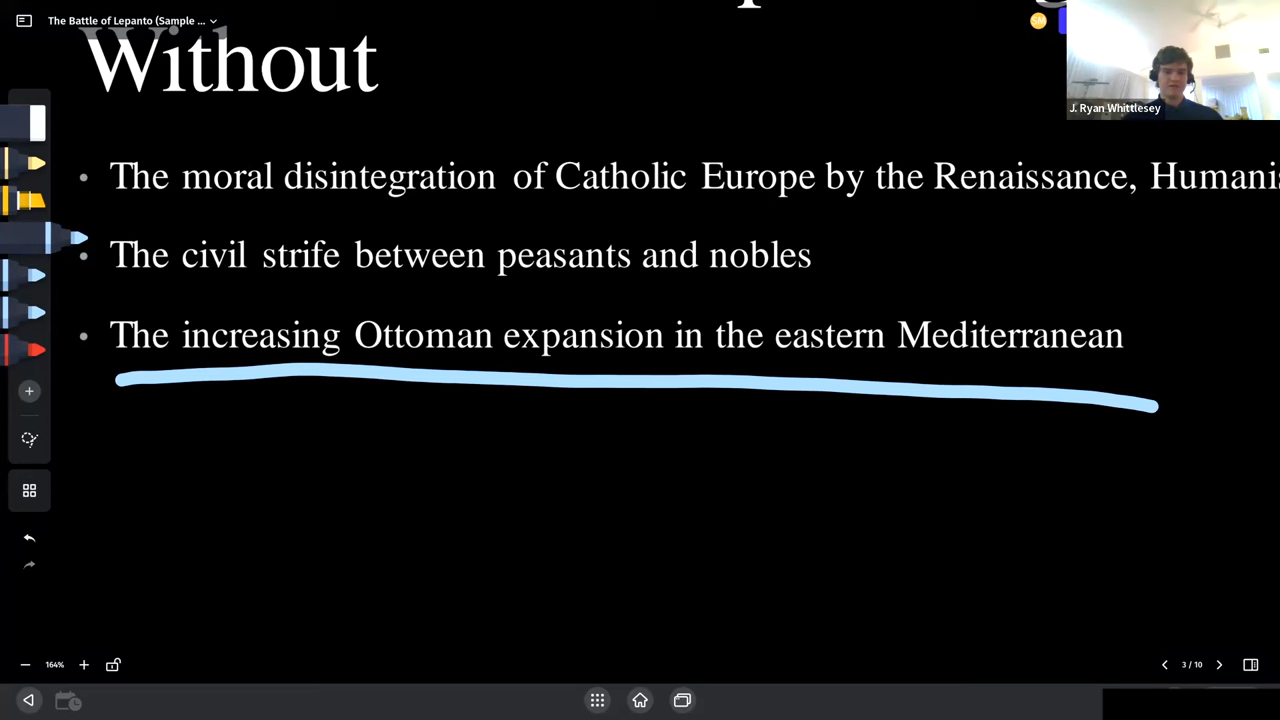 The Battle of Lepanto (Sample ...
SM
Without
J. Ryan Whittlesey
• The moral disintegration of Catholic Europe by the Renaissance,
• The civil strife between peasants and nobles
• The increasing Ottoman expansion in the eastern Mediterranean
164%
3 / 10